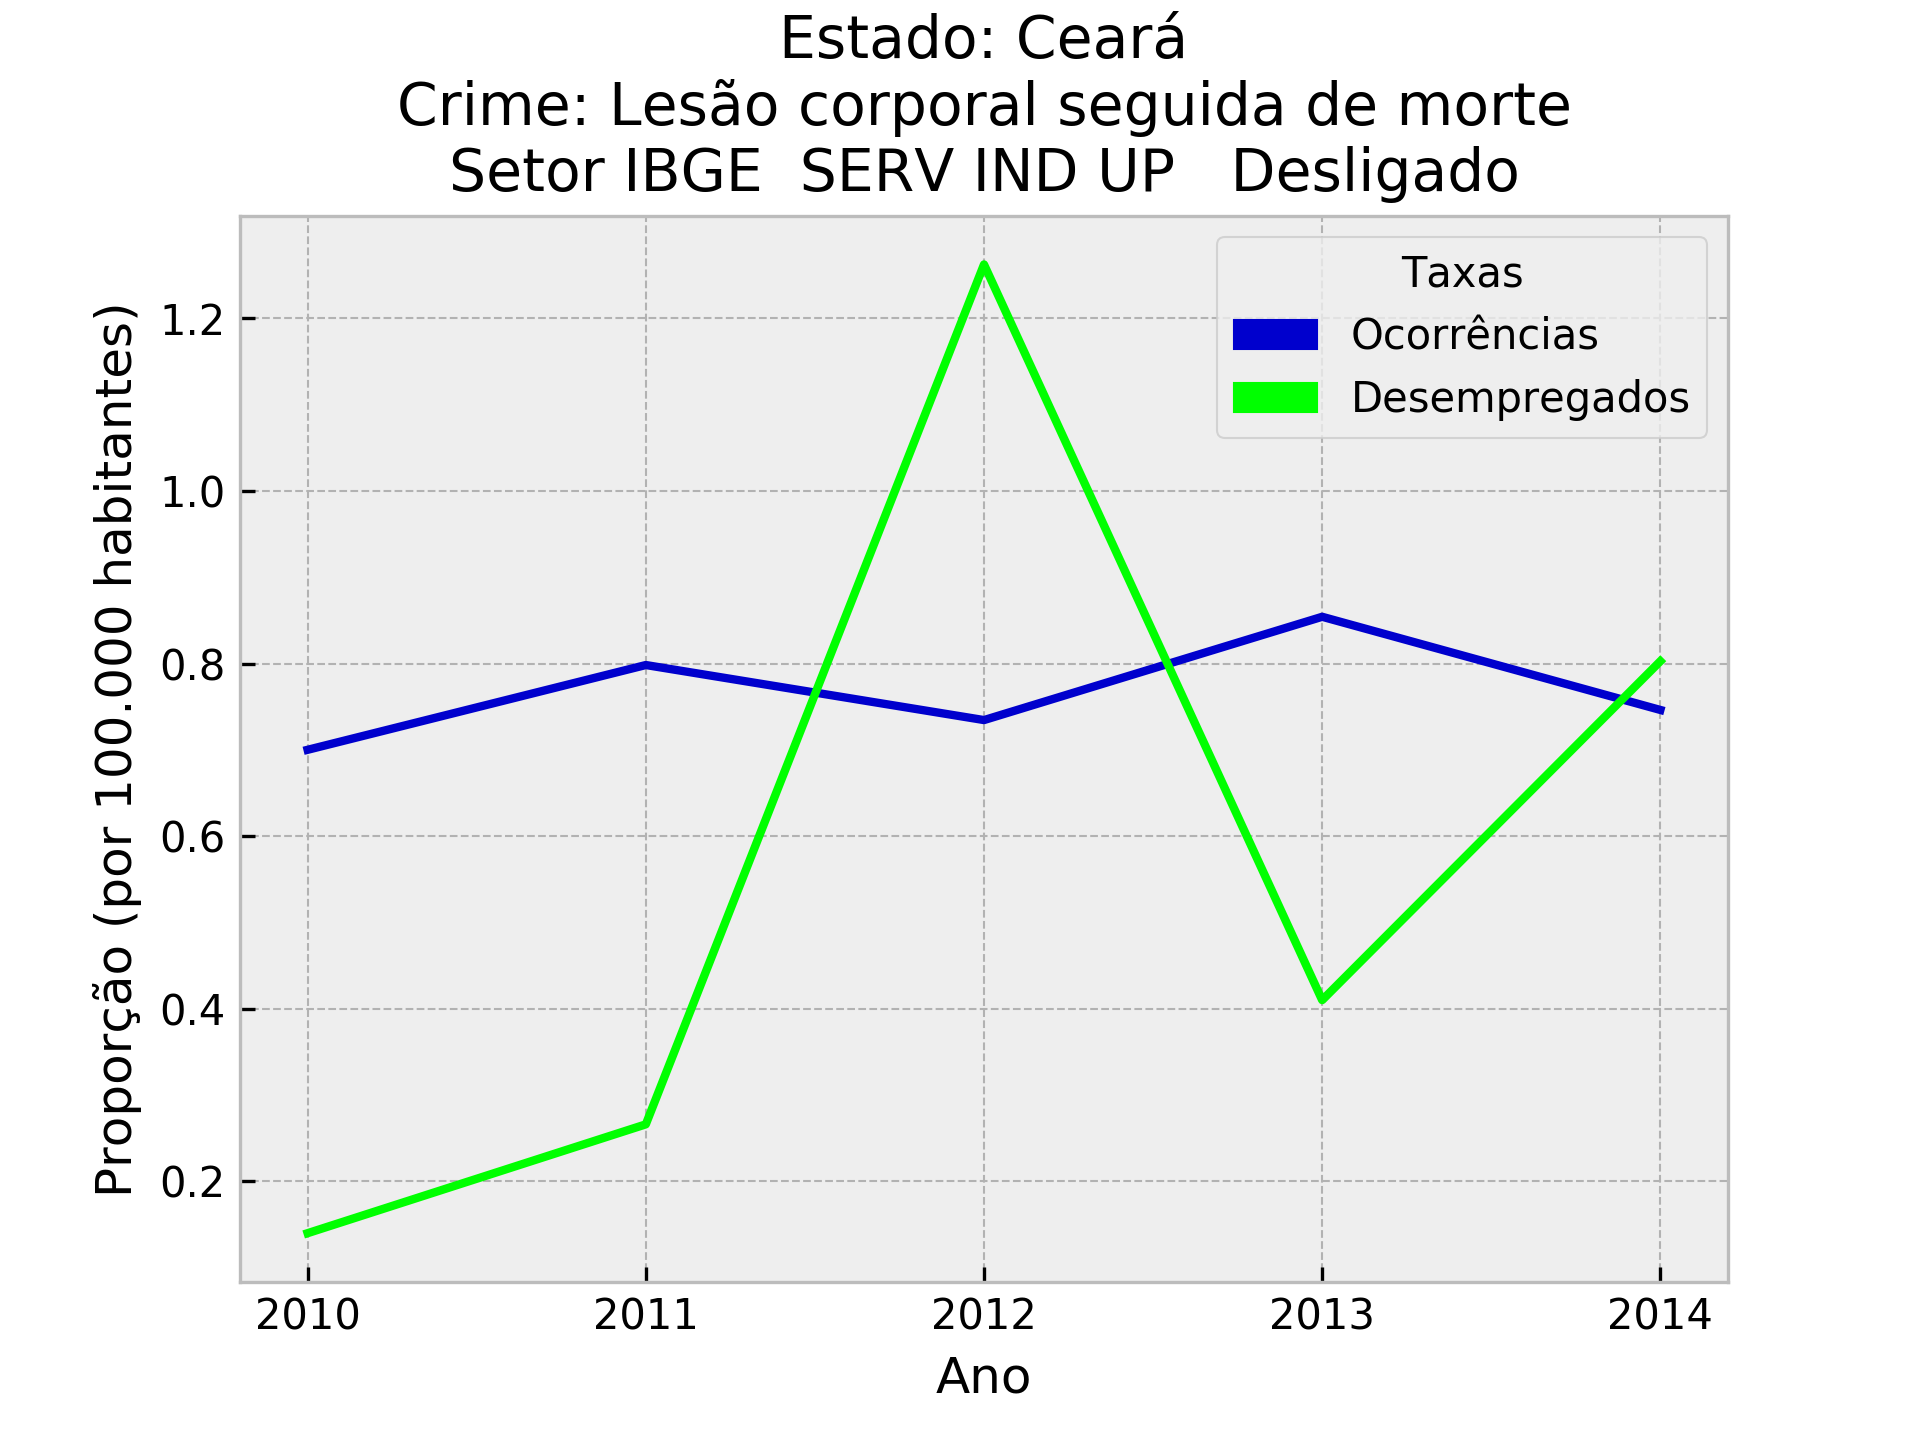 Estado: Ceará
Crime: Lesão corporal seguida de morte
Setor IBGE  SERV IND UP   Desligado
Taxas
Ocorrências
Desempregados
Proporção (por 100.000 habitantes)
1.2
1.0
0.8
0.6
0.4
0.2
2010 2011 2012 2013 2014
Ano